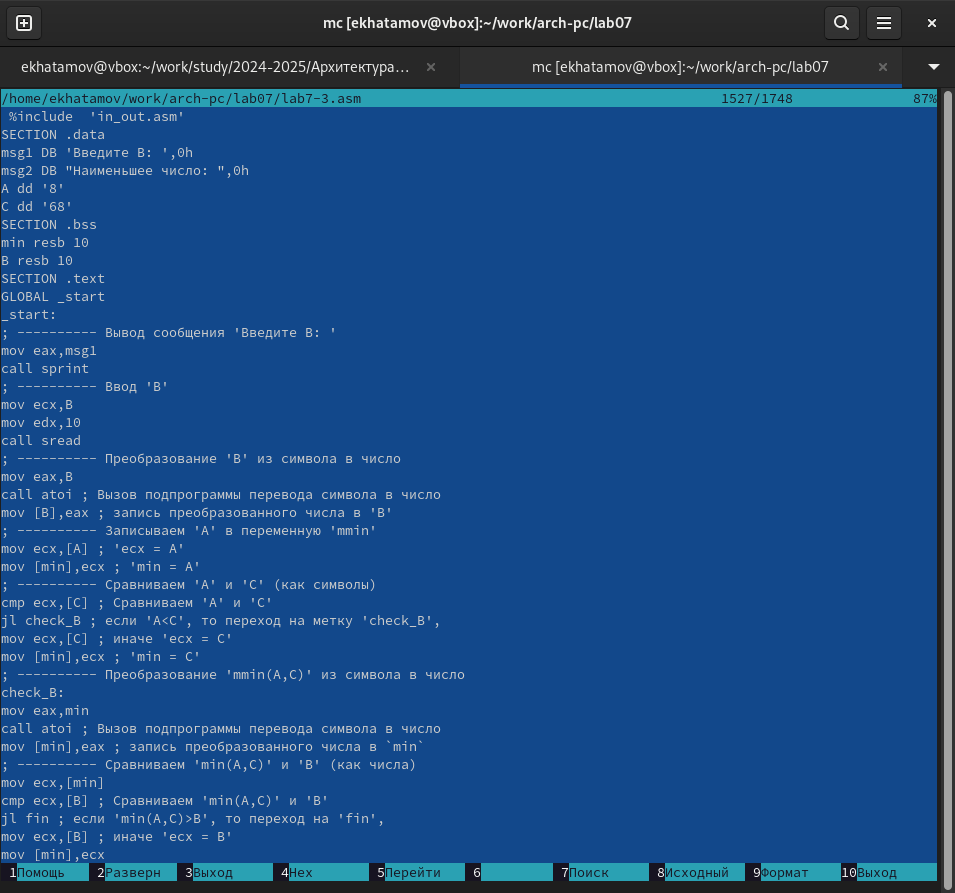 mc [ekhatamov@vbox]:~/work/arch-pc/lab07
ekhatamov@vbox:~/work/study/2024-2025/Архитектура…
mc [ekhatamov@vbox]:~/work/arch-pc/lab07
/home/ekhatamov/work/arch-pc/lab07/lab7-3.asm 1527/1748 87%
%include  'in_out.asm'
SECTION .data
msg1 DB 'Введите B: ',0h
msg2 DB "Наименьшее число: ",0h
A dd '8'
C dd '68'
SECTION .bss
min resb 10
B resb 10
SECTION .text
GLOBAL _start
_start:
; ---------- Вывод сообщения 'Введите B: '
mov eax,msg1
call sprint
; ---------- Ввод 'B'
mov ecx,B
mov edx,10
call sread
; ---------- Преобразование 'B' из символа в число
mov eax,B
call atoi ; Вызов подпрограммы перевода символа в число
mov [B],eax ; запись преобразованного числа в 'B'
; ---------- Записываем 'A' в переменную 'mmin'
mov ecx,[A] ; 'ecx = A'
mov [min],ecx ; 'min = A'
; ---------- Сравниваем 'A' и 'С' (как символы)
cmp ecx,[C] ; Сравниваем 'A' и 'С'
jl check_B ; если 'A<C', то переход на метку 'check_B',
mov ecx,[C] ; иначе 'ecx = C'
mov [min],ecx ; 'min = C'
; ---------- Преобразование 'mmin(A,C)' из символа в число
check_B:
mov eax,min
call atoi ; Вызов подпрограммы перевода символа в число
mov [min],eax ; запись преобразованного числа в `min`
; ---------- Сравниваем 'min(A,C)' и 'B' (как числа)
mov ecx,[min]
cmp ecx,[B] ; Сравниваем 'min(A,C)' и 'B'
jl fin ; если 'min(A,C)>B', то переход на 'fin',
mov ecx,[B] ; иначе 'ecx = B'
mov [min],ecx
1Помощь 2Разверн 3Выход 4Hex 5Перейти 6 7Поиск 8Исходный 9Формат 10Выход